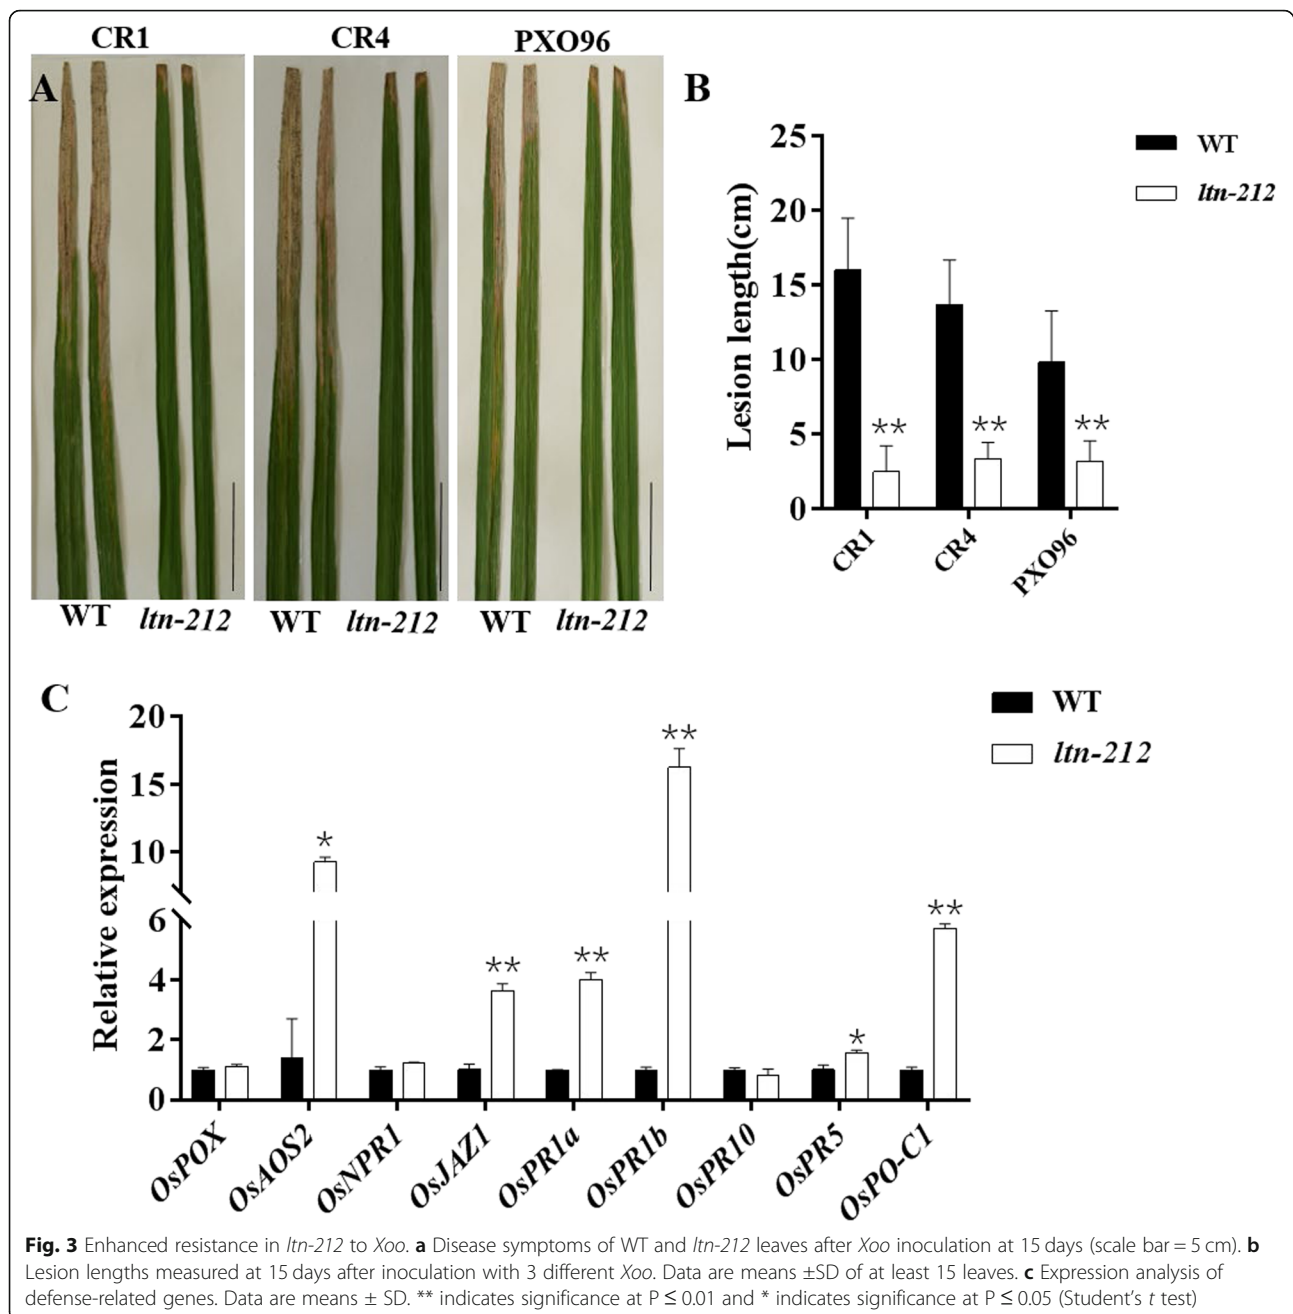 CR1 CR4 PXO96
A
WT ltn-212 WT ltn-212 WT ltn-212
B
25
20
15
10
5
0
Lesion length(cm)
WT
ltn-212
** ** **
CR1 CR4 PXO96
C
20
15
10
6
4
2
0
Relative expression
WT
ltn-212
* ** ** ** * **
OsPOX OsAOS2 OsNPR1 OsJAZ1 OsPR1a OsPR1b OsPR10 OsPR5 OsPO-C1
Fig. 3 Enhanced resistance in ltn-212 to Xoo. a Disease symptoms of WT and ltn-212 leaves after Xoo inoculation at 15 days (scale bar = 5 cm). b
Lesion lengths measured at 15 days after inoculation with 3 different Xoo. Data are means ±SD of at least 15 leaves. c Expression analysis of
defense-related genes. Data are means ± SD. ** indicates significance at P ≤ 0.01 and * indicates significance at P ≤ 0.05 (Student's t test)